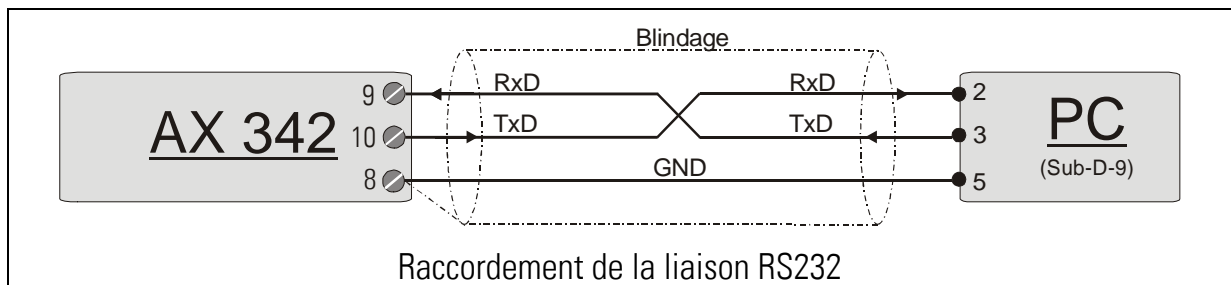 Blindage
9 RxD RxD 2
AX 342 10 TxD TxD 3 PC
(Sub-D-9)
8 GND 5
Raccordement de la liaison RS232